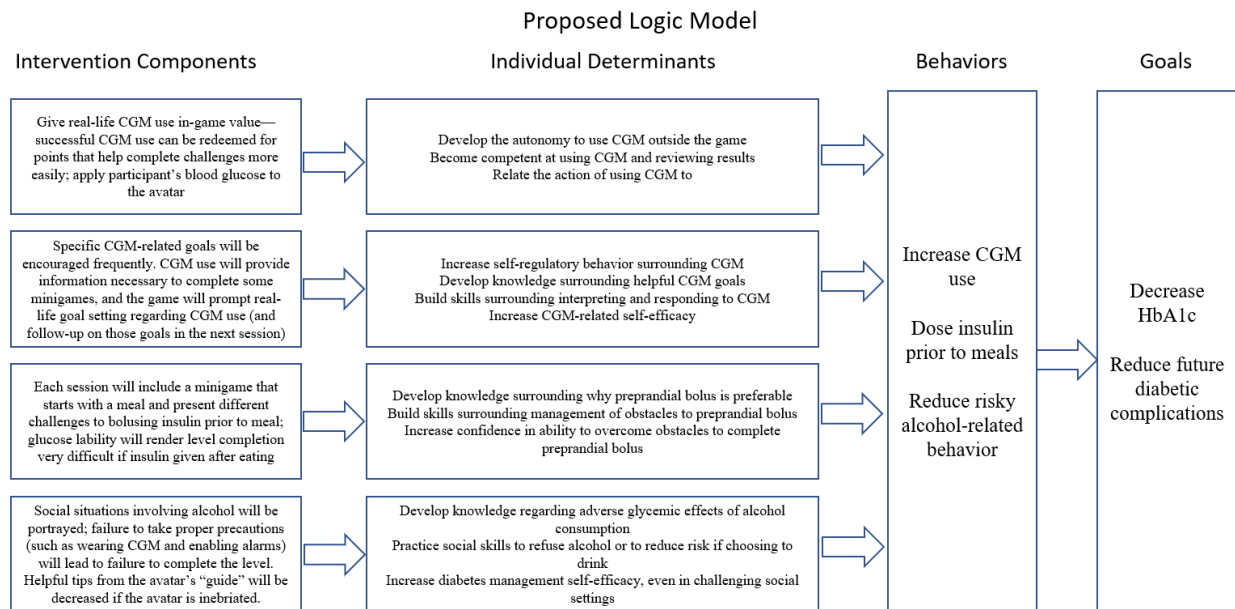 Proposed Logic Model
Intervention Components
Individual Determinants
Behaviors
Goals
Give real-life CGM use in-game value—
successful CGM use can be redeemed for
points that help complete challenges more
easily; apply participant's blood glucose to
the avatar
Develop the autonomy to use CGM outside the game
Become competent at using CGM and reviewing results
Relate the action of using CGM to
Specific CGM-related goals will be
encouraged frequently. CGM use will provide
information necessary to complete some
minigames, and the game will prompt real-
life goal setting regarding CGM use (and
follow-up on those goals in the next session)
Increase self-regulatory behavior surrounding CGM
Develop knowledge surrounding helpful CGM goals
Build skills surrounding interpreting and responding to CGM
Increase CGM-related self-efficacy
Each session will include a minigame that
starts with a meal and present different
challenges to bolusing insulin prior to meal;
glucose lability will render level completion
very difficult if insulin given after eating
Develop knowledge surrounding why preprandial bolus is preferable
Build skills surrounding management of obstacles to preprandial bolus
Increase confidence in ability to overcome obstacles to complete
preprandial bolus
Social situations involving alcohol will be
portrayed; failure to take proper precautions
(such as wearing CGM and enabling alarms)
will lead to failure to complete the level.
Helpful tips from the avatar's “guide” will be
decreased if the avatar is inebriated.
Develop knowledge regarding adverse glycemic effects of alcohol
consumption
Practice social skills to refuse alcohol or to reduce risk if choosing to
drink
Increase diabetes management self-efficacy, even in challenging social
settings
Increase CGM
use
Dose insulin
prior to meals
Reduce risky
alcohol-related
behavior
Decrease
HbA1c
Reduce future
diabetic
complications